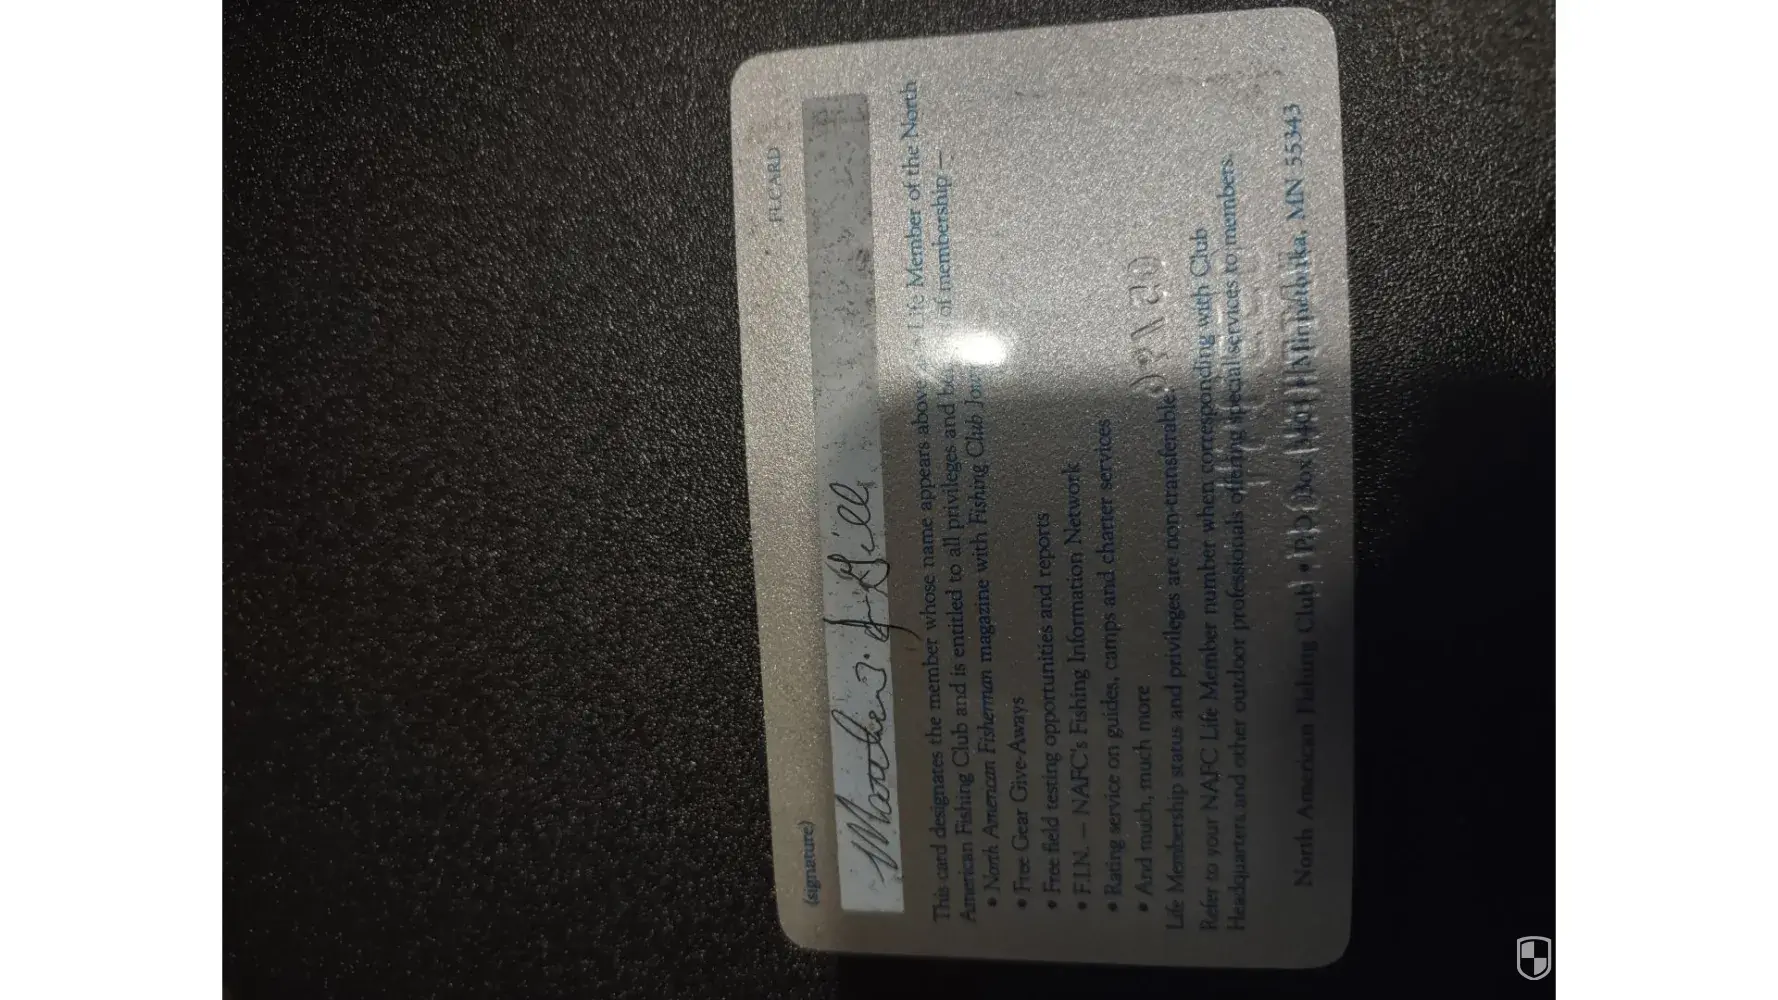 FLCARD
(signature)
This card designates the member whose name appears above Life Member of the North
American Fishing Club and is entitled to all privileges and of membership —
• North American Fisherman magazine with Fishing Club
• Free Gear Give-Aways
• Free field testing opportunities and reports
• F.I.N. — NAFC's Fishing Information Network
• Rating service on guides, camps and charter services
• And much, much more
Life Membership status and privileges are non-transferable.
Refer to your NAFC Life Member number when corresponding with Club
Headquarters and other outdoor professionals offering special services to members.
North American Fishing Club • P.O. Box Minnetonka, MN 55343